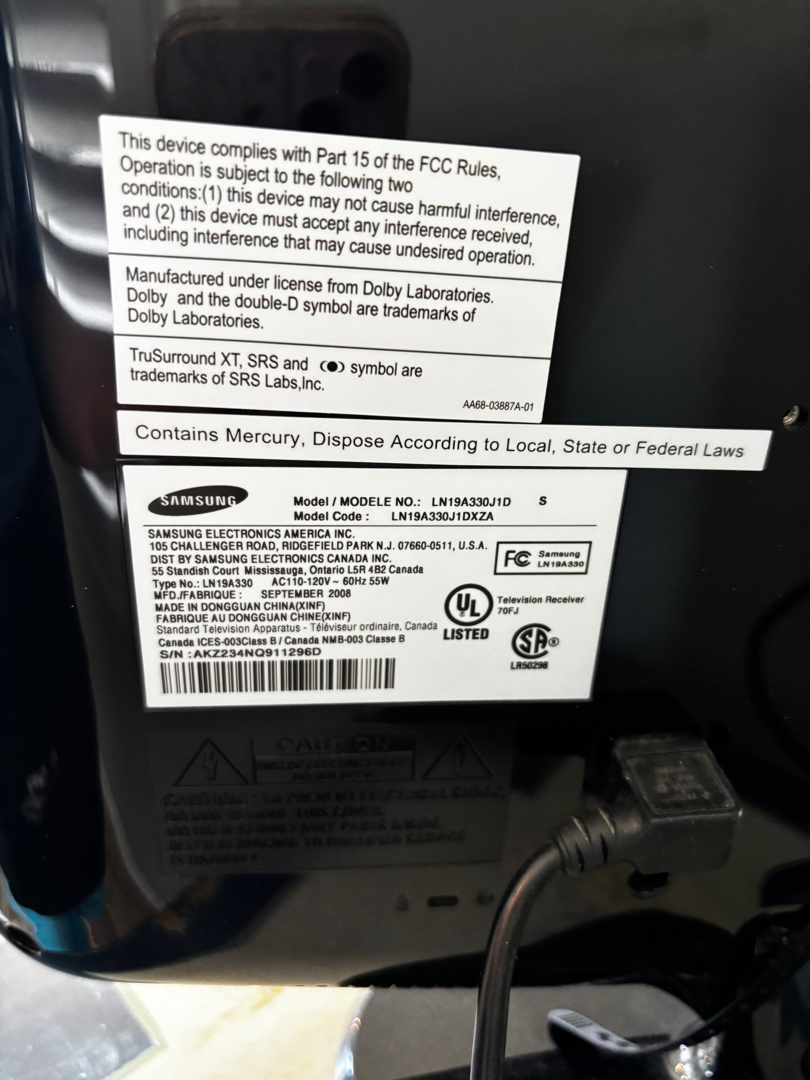 This device complies with Part 15 of the FCC Rules,
Operation is subject to the following two
conditions:(1) this device may not cause harmful interference,
and (2) this device must accept any interference received,
including interference that may cause undesired operation.
Manufactured under license from Dolby Laboratories.
Dolby and the double-D symbol are trademarks of
Dolby Laboratories.
TruSurround XT, SRS and symbol are
trademarks of SRS Labs,Inc.
AA68-03887A-01
Contains Mercury, Dispose According to Local, State or Federal Laws
SAMSUNG
Model / MODELE NO.: LN19A330J1D S
Model Code : LN19A330J1DXZA
SAMSUNG ELECTRONICS AMERICA INC.
105 CHALLENGER ROAD, RIDGEFIELD PARK N.J. 07660-0511, U.S.A.
DIST BY SAMSUNG ELECTRONICS CANADA INC.
55 Standish Court Mississauga, Ontario L5R 4B2 Canada
Type No.: LN19A330 AC110-120V~ 60Hz 55W
MFD./FABRIQUE : SEPTEMBER 2008
MADE IN DONGGUAN CHINA(XINF)
FABRIQUE AU DONGGUAN CHINE(XINF)
Standard Television Apparatus - Téléviseur ordinaire, Canada
Canada ICES-003Class B / Canada NMB-003 Classe B
S/N : AKZ234NQ911296D
FC Samsung
LN19A330
UL ® Television Receiver
70FJ
LISTED
SA ®
LR50298
CAUTION